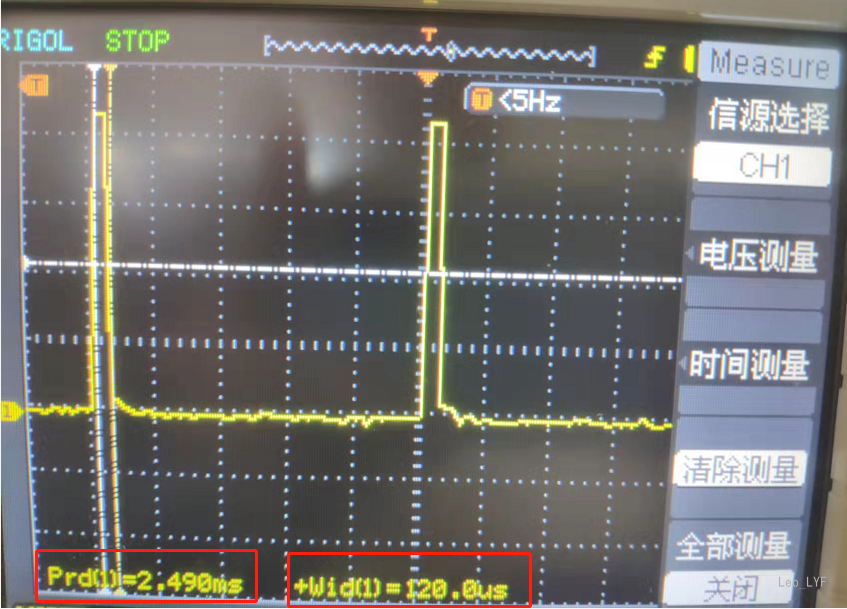 RIGOL STOP
T
Measure
T
T <5Hz
信源选择
CH1
电压测量
时间测量
1
清除测量
全部测量
关闭
Prd(1)=2.490ms
+Wid(1)=120.0us
Leo_LYF